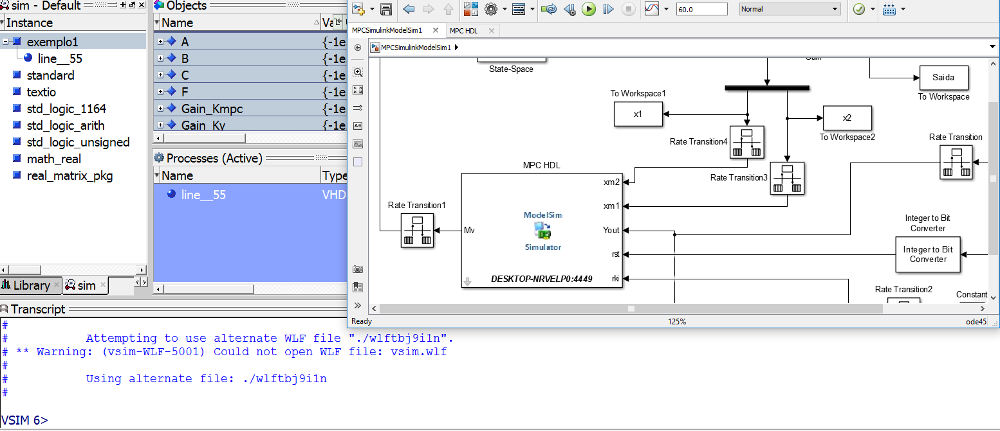 sim - Default
Instance
exemplo1
line__55
standard
textio
std_logic_1164
std_logic_arith
std_logic_unsigned
math_real
real_matrix_pkg
Library
sim
Objects
Name
A {-1e
B {-1e
C {-1e
F {-1e
Gain_Kmpc {-1e
Gain_Ky {-1e
Processes (Active)
Name Type
line__55 VHD
60.0
Normal
MPCSimulinkModelSim1
MPC HDL
MPCSimulinkModelSim1
State-Space
Gain
Saida
To Workspace
To Workspace1
x1
x2
To Workspace2
Rate Transition4
Rate Transition
Rate Transition3
MPC HDL
xm2
xm1
Yout
rst
rki
Mv
ModelSim
Simulator
DESKTOP-NRVELP0:4449
Rate Transition1
Integer to Bit
Converter
Integer to Bit
Converter
Rate Transition2
Constant
Ready
125%
ode45
Transcript
#
# Attempting to use alternate WLF file "./wlftbj9i1n".
# ** Warning: (vsim-WLF-5001) Could not open WLF file: vsim.wlf
#
# Using alternate file: ./wlftbj9i1n
#
VSIM 6>